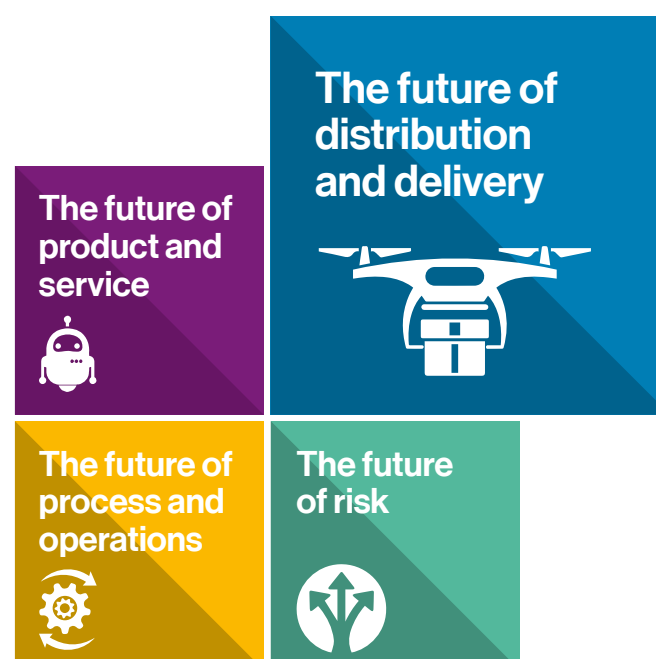 The future of
distribution
and delivery
The future of
product and
service
The future of
process and
operations
The future
of risk